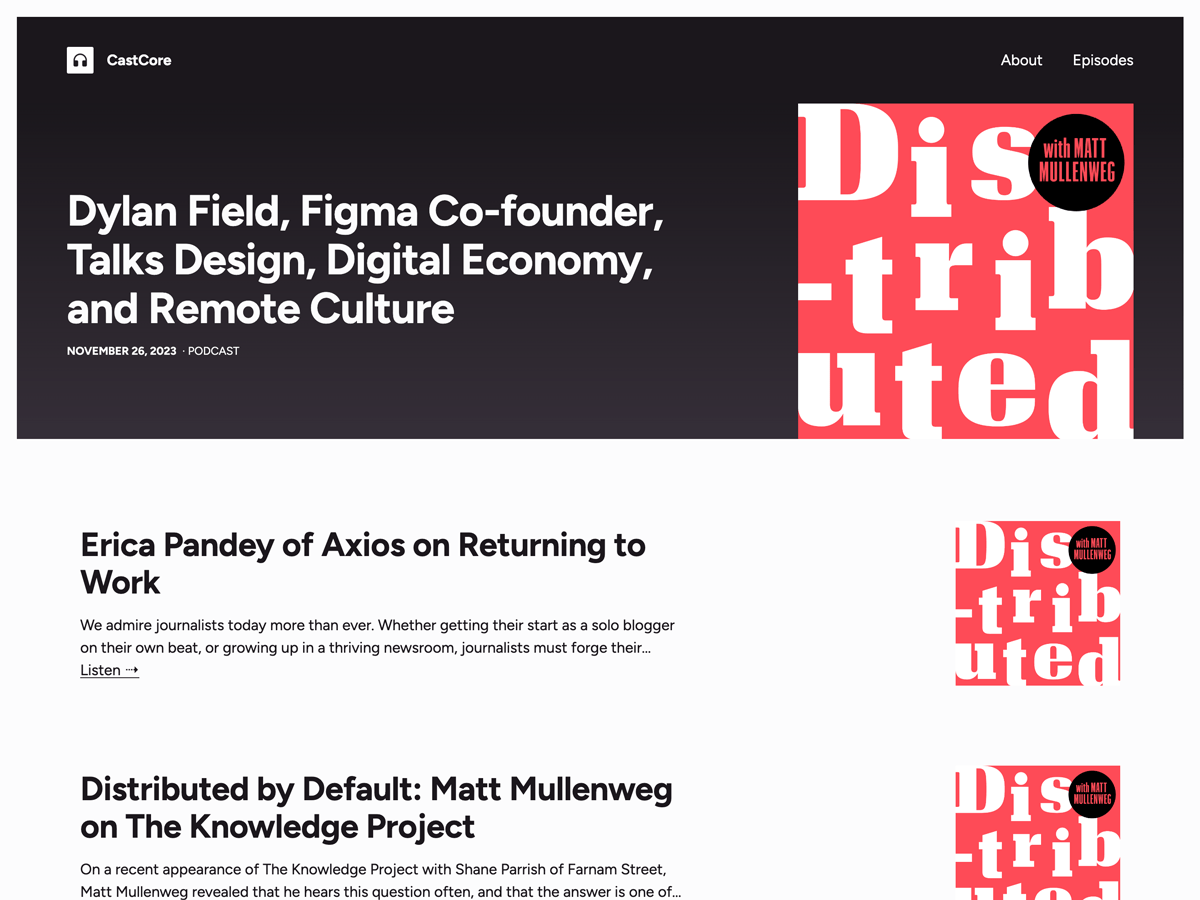 CastCore
About Episodes
Dis
with MATT
MULLENWEG
-trib
uted
Dylan Field, Figma Co-founder,
Talks Design, Digital Economy,
and Remote Culture
NOVEMBER 26, 2023 · PODCAST
Erica Pandey of Axios on Returning to
Work
We admire journalists today more than ever. Whether getting their start as a solo blogger
on their own beat, or growing up in a thriving newsroom, journalists must forge their...
Listen ⇢
Dis
with MATT
MULLENWEG
-trib
uted
Distributed by Default: Matt Mullenweg
on The Knowledge Project
On a recent appearance of The Knowledge Project with Shane Parrish of Farnam Street,
Matt Mullenweg revealed that he hears this question often, and that the answer is one of...
Dis
with MATT
MULLENWEG
-trib
uted